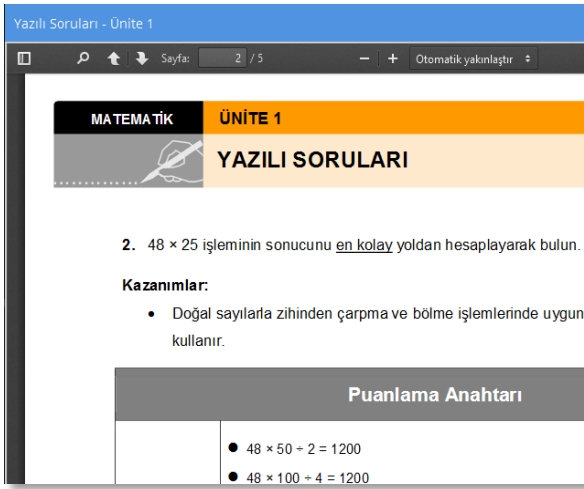 Yazılı Soruları - Ünite 1
Sayfa: 2 / 5 Otomatik yakınlaştır
MATEMATİK ÜNİTE 1
YAZILI SORULARI
2. 48 × 25 işleminin sonucunu en kolay yoldan hesaplayarak bulun.
Kazanımlar:
• Doğal sayılarla zihinden çarpma ve bölme işlemlerinde uygun
kullanır.
Puanlama Anahtarı
● 48 × 50 ÷ 2 = 1200
● 48 × 100 ÷ 4 = 1200